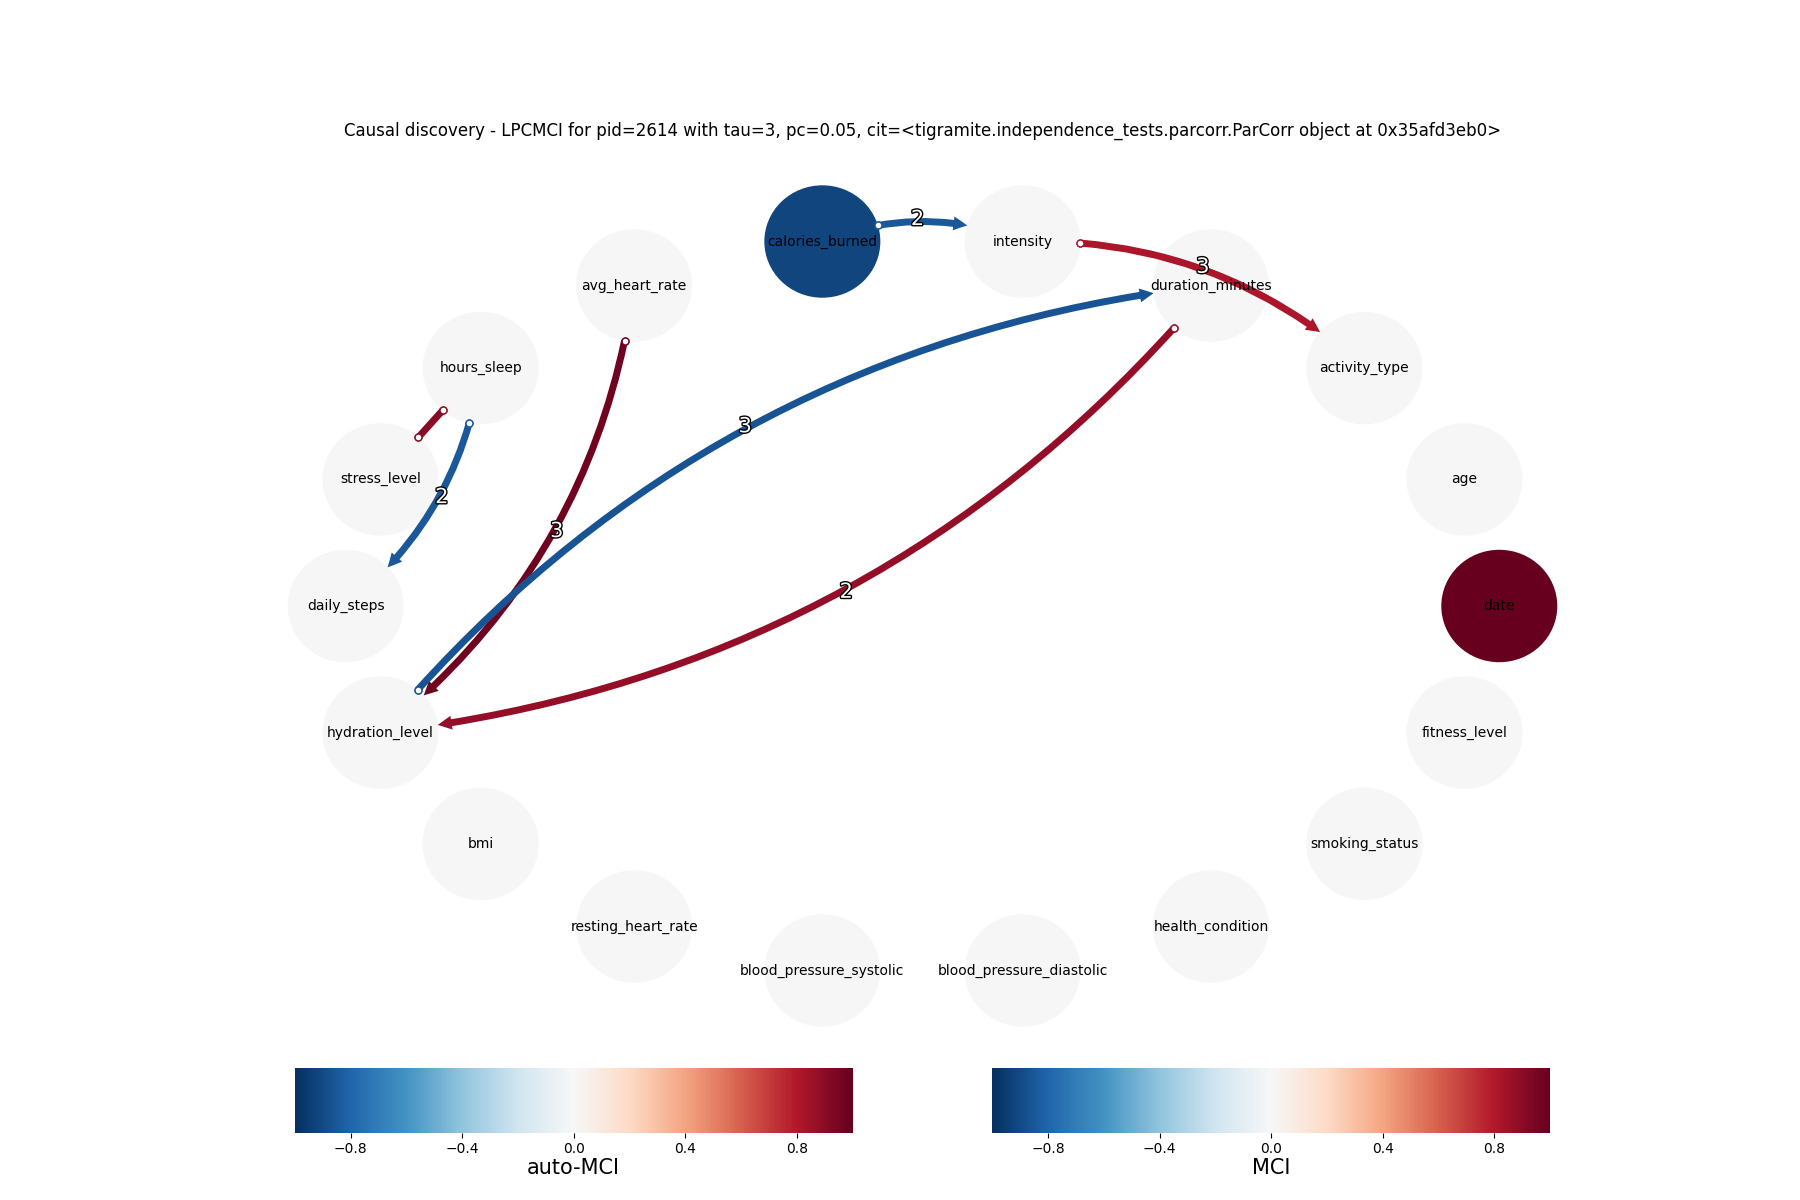 Causal discovery - LPCMCI for pid=2614 with tau=3, pc=0.05, cit=<tigramite.independence_tests.parcorr.ParCorr object at 0x35afd3eb0>
2
calories_burned
intensity
3
avg_heart_rate
duration_minutes
hours_sleep
activity_type
3
stress_level
age
2
3
2
daily_steps
date
hydration_level
fitness_level
bmi
smoking_status
resting_heart_rate
health_condition
blood_pressure_systolic
blood_pressure_diastolic
−0.8 −0.4 0.0 0.4 0.8
auto-MCI
−0.8 −0.4 0.0 0.4 0.8
MCI